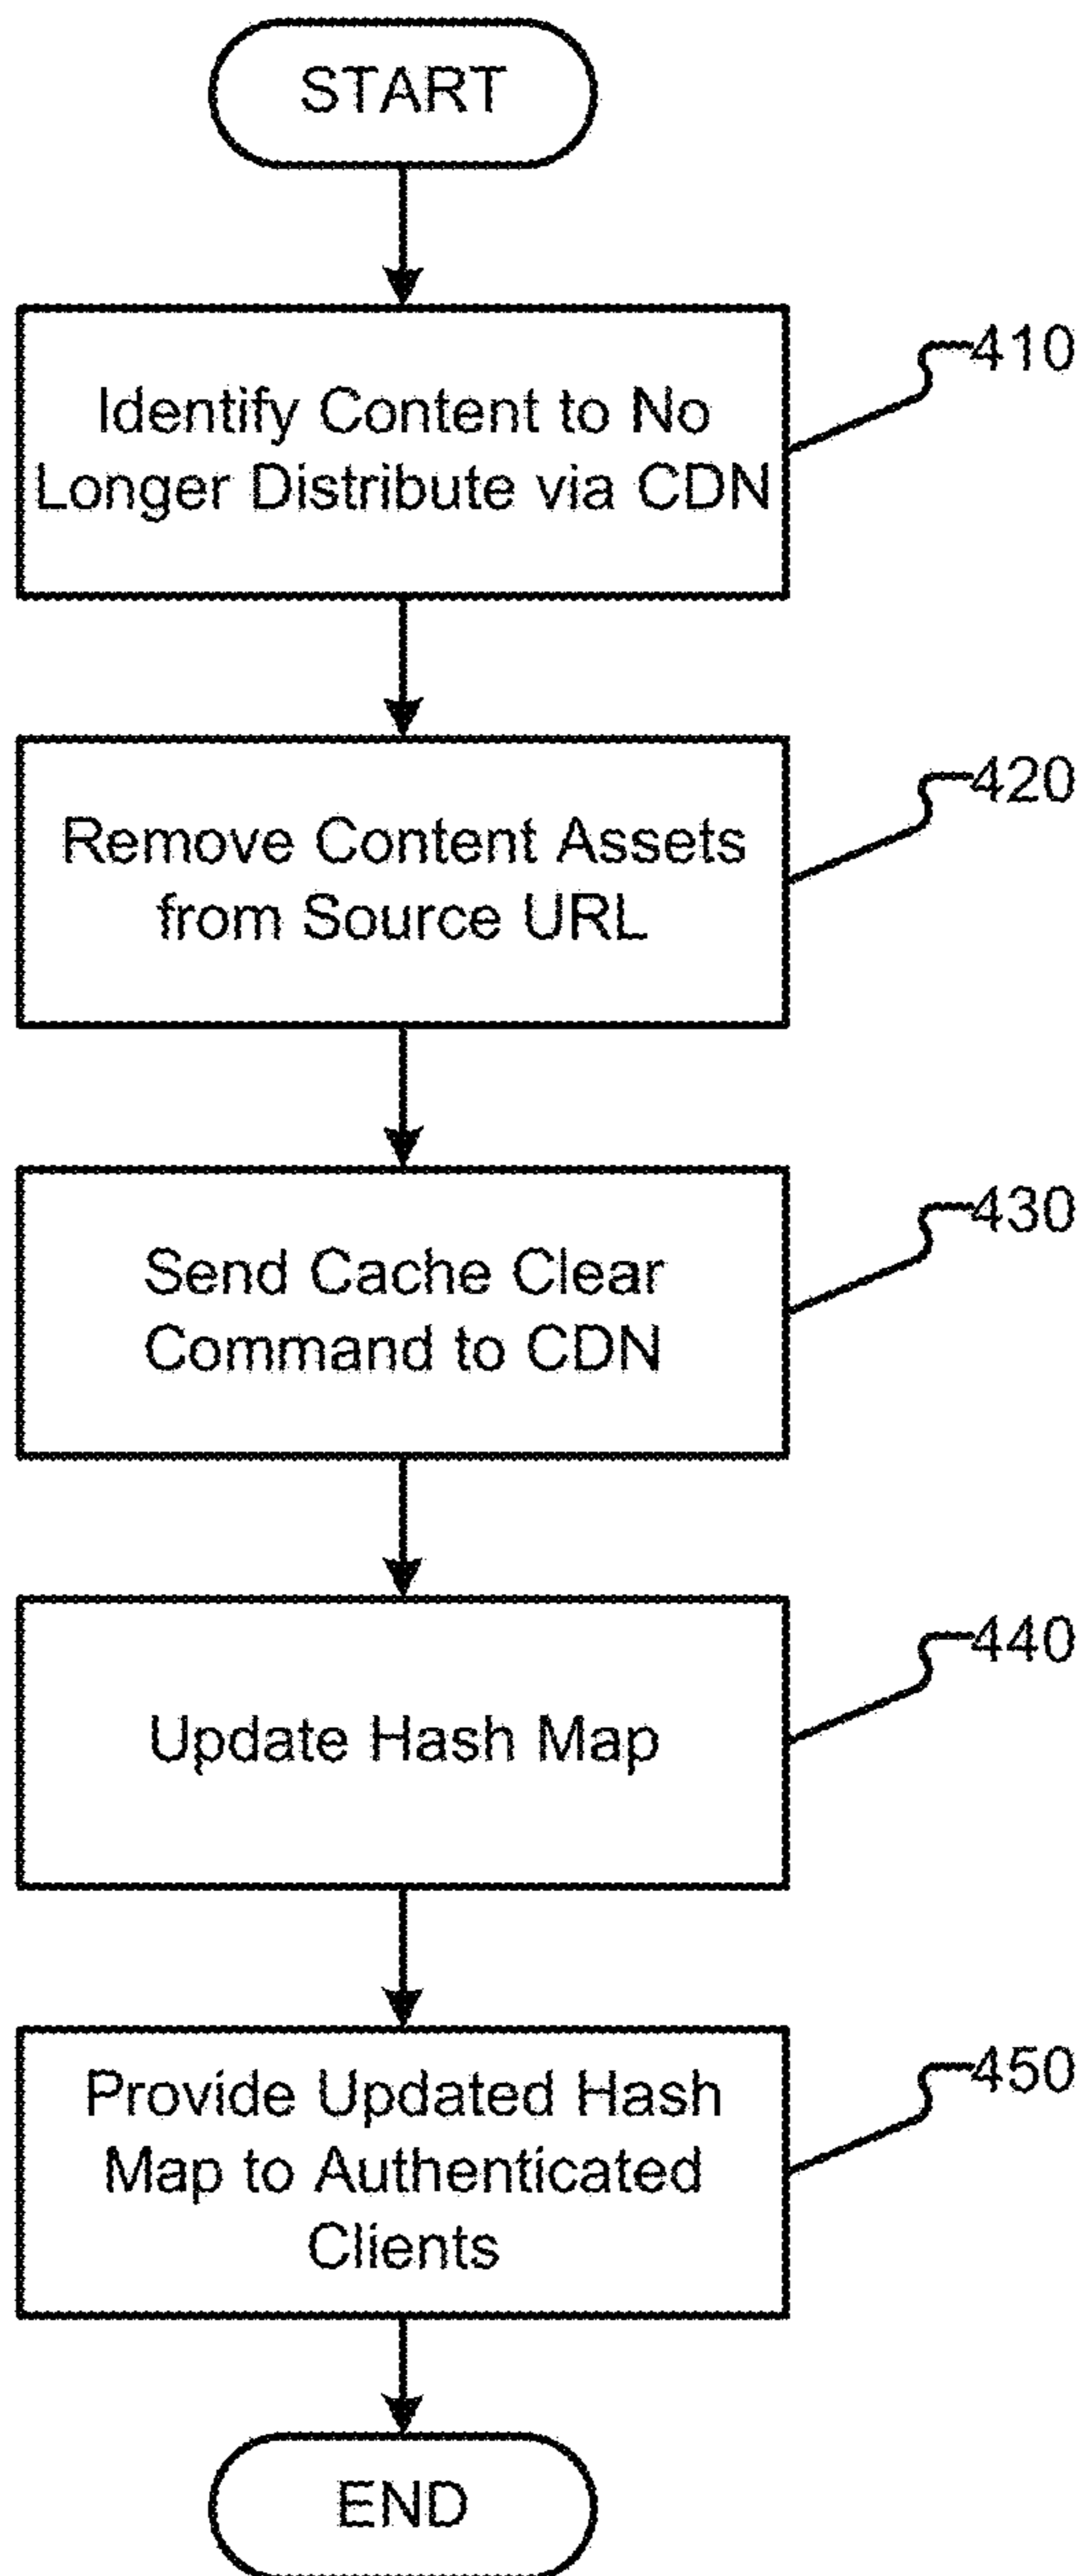 START
Identify Content to No
Longer Distribute via CDN
410
Remove Content Assets
from Source URL
420
Send Cache Clear
Command to CDN
430
Update Hash Map
440
Provide Updated Hash
Map to Authenticated
Clients
450
END